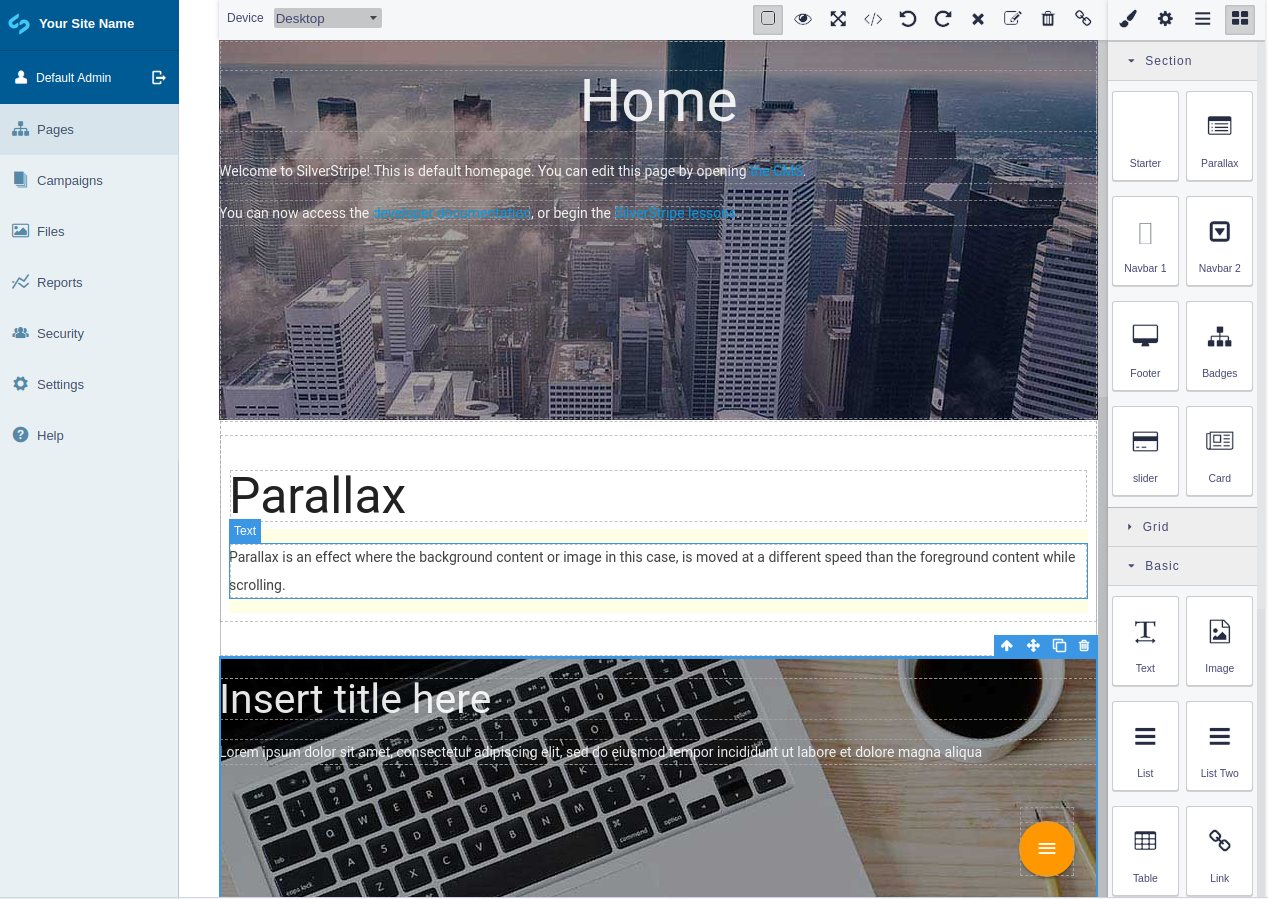 Your Site Name
Default Admin
Pages
Campaigns
Files
Reports
Security
Settings
Help
Device
Desktop
Home
Welcome to SilverStripe! This is default homepage. You can edit this page by opening the CMS.
You can now access the developer documentation, or begin the SilverStripe lessons.
Parallax
Text
Parallax is an effect where the background content or image in this case, is moved at a different speed than the foreground content while
scrolling.
Insert title here
Lorem ipsum dolor sit amet, consectetur adipiscing elit, sed do eiusmod tempor incididunt ut labore et dolore magna aliqua
Section
Starter
Parallax
Navbar 1
Navbar 2
Footer
Badges
slider
Card
Grid
Basic
Text
Image
List
List Two
Table
Link